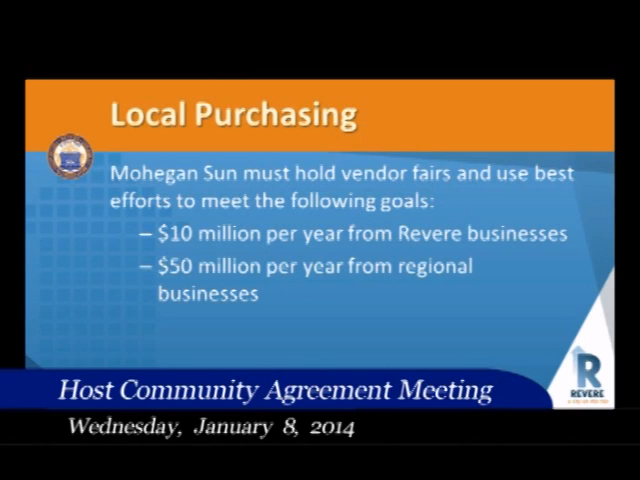 Local Purchasing
Mohegan Sun must hold vendor fairs and use best
efforts to meet the following goals:
– $10 million per year from Revere businesses
– $50 million per year from regional
businesses
R
REVERE
Host Community Agreement Meeting
Wednesday, January 8, 2014